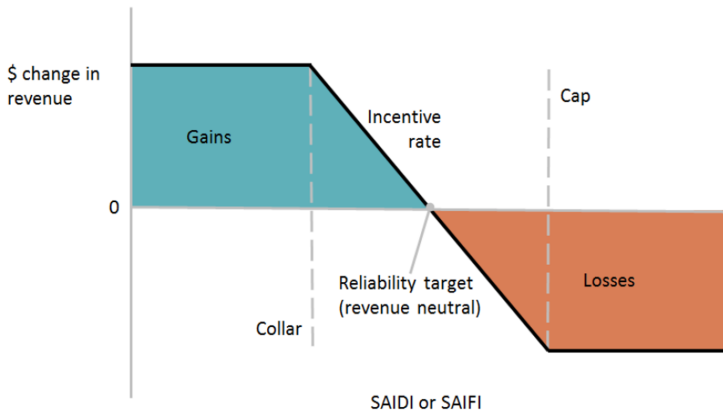 $ change in
revenue
Gains
Incentive
rate
Cap
0
Reliability target
(revenue neutral)
Losses
Collar
SAIDI or SAIFI